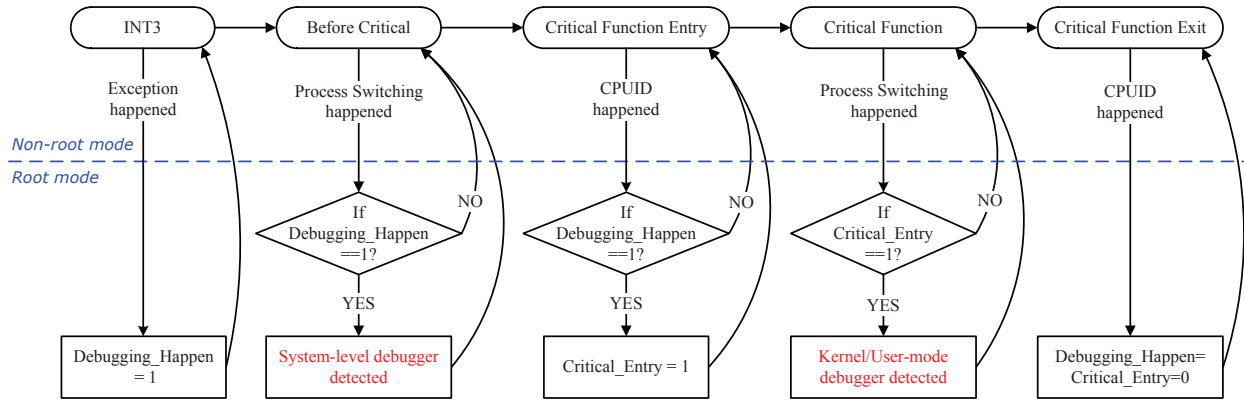 INT3
Before Critical
Critical Function Entry
Critical Function
Critical Function Exit
Exception
happened
Process Switching
happened
CPUID
happened
Process Switching
happened
CPUID
happened
Non-root mode
Root mode
If
Debugging_Happen
==1?
NO
If
Debugging_Happen
==1?
NO
If
Critical_Entry
==1?
NO
YES
YES
YES
Debugging_Happen
= 1
System-level debugger
detected
Critical_Entry = 1
Kernel/User-mode
debugger detected
Debugging_Happen=
Critical_Entry=0